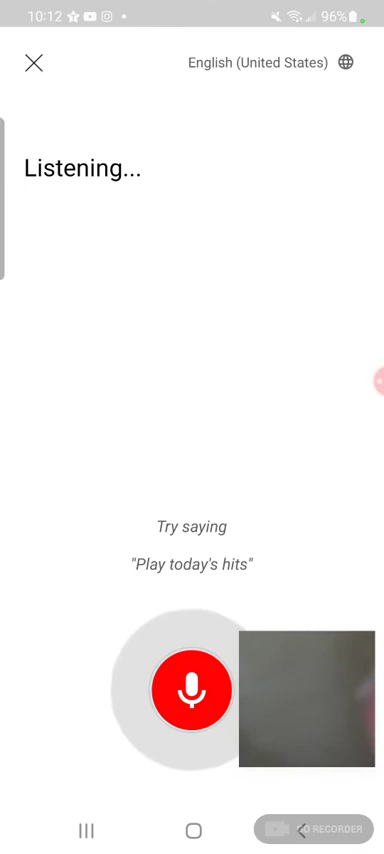 10:12 96%
English (United States)
Listening...
Try saying
"Play today's hits"
RECORDER